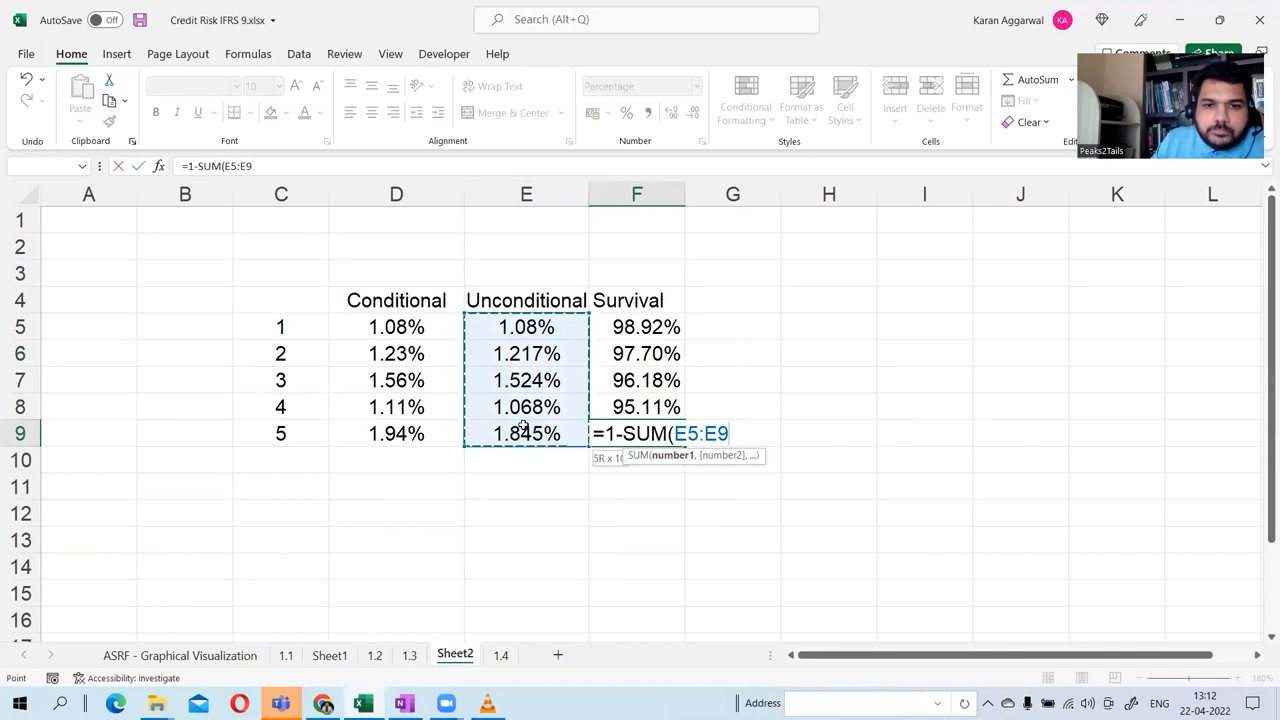 AutoSave Off Credit Risk IFRS 9.xlsx Search (Alt+Q) Karan Aggarwal KA
File Home Insert Page Layout Formulas Data Review View Developer Help Comments Share
Paste 10 Wrap Text Percentage Conditional Formatting Format as Table Cell Styles Insert Delete Format AutoSum
Merge & Center Fill
Clear
Undo Clipboard Font Alignment Number Styles Cells
Peaks2Tails
=1-SUM(E5:E9
A B C D E F G H I J K L
1
2
3
4 Conditional Unconditional Survival
5 1 1.08% 1.08% 98.92%
6 2 1.23% 1.217% 97.70%
7 3 1.56% 1.524% 96.18%
8 4 1.11% 1.068% 95.11%
9 5 1.94% 1.845% =1-SUM(E5:E9
10 SUM(number1, [number2], ...)
11
12
13
14
15
16
ASRF - Graphical Visualization 1.1 Sheet1 1.2 1.3 Sheet2 1.4
Point Accessibility: Investigate 180%
Address ENG 13:12
22-04-2022